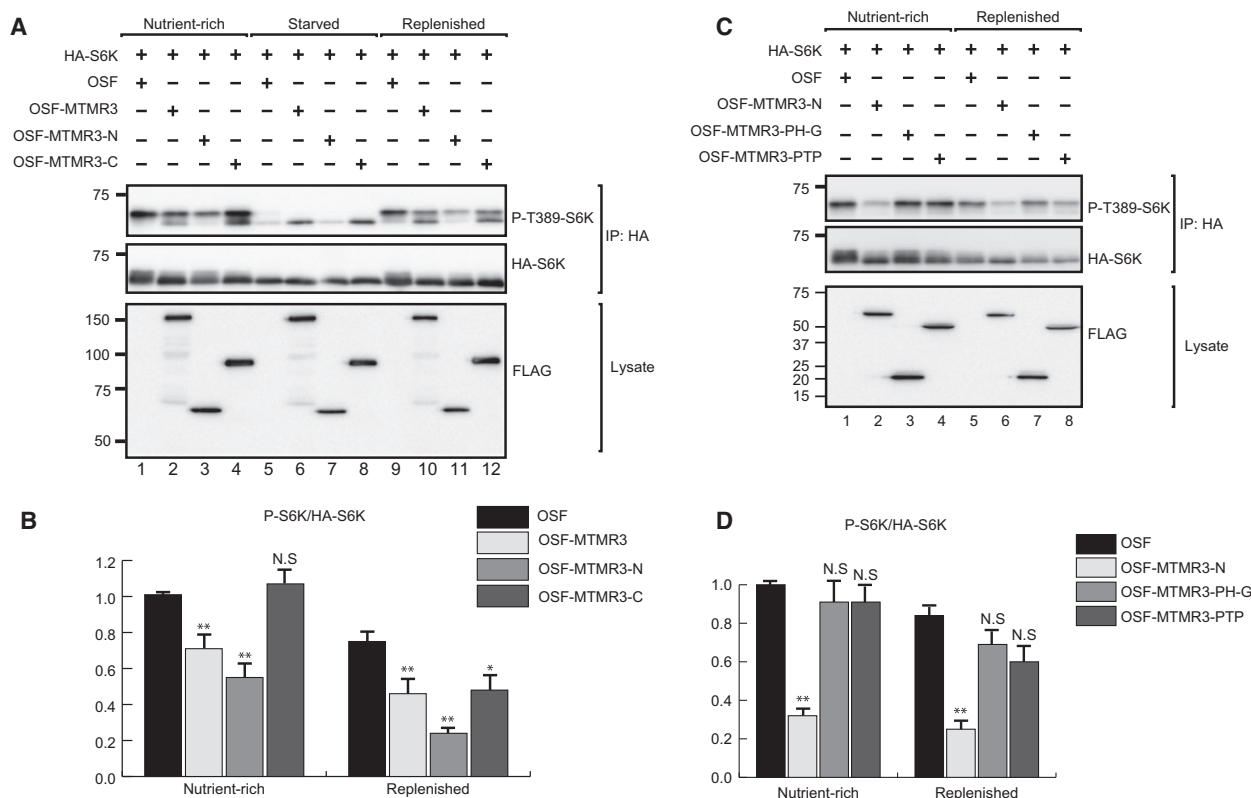 A
Nutrient-rich Starved Replenished
HA-S6K + + + + + + + + + + + +
OSF + – – – + – – – + – – –
OSF-MTMR3 – + – – – + – – – + – –
OSF-MTMR3-N – – + – – – + – – – + –
OSF-MTMR3-C – – – + – – – + – – – +
75
P-T389-S6K
IP: HA
75
HA-S6K
150
100
75
50
FLAG
Lysate
1 2 3 4 5 6 7 8 9 10 11 12
B
P-S6K/HA-S6K
OSF
OSF-MTMR3
OSF-MTMR3-N
OSF-MTMR3-C
1.2
1.0
0.8
0.6
0.4
0.2
0.0
** ** N.S
** ** *
Nutrient-rich Replenished
C
Nutrient-rich Replenished
HA-S6K + + + + + + + +
OSF + – – – + – – –
OSF-MTMR3-N – + – – – + – –
OSF-MTMR3-PH-G – – + – – – + –
OSF-MTMR3-PTP – – – + – – – +
75
P-T389-S6K
IP: HA
75
HA-S6K
75
50
37
25
20
15
FLAG
Lysate
1 2 3 4 5 6 7 8
D
P-S6K/HA-S6K
OSF
OSF-MTMR3-N
OSF-MTMR3-PH-G
OSF-MTMR3-PTP
1.0
0.8
0.6
0.4
0.2
0.0
** N.S N.S
** N.S N.S
Nutrient-rich Replenished